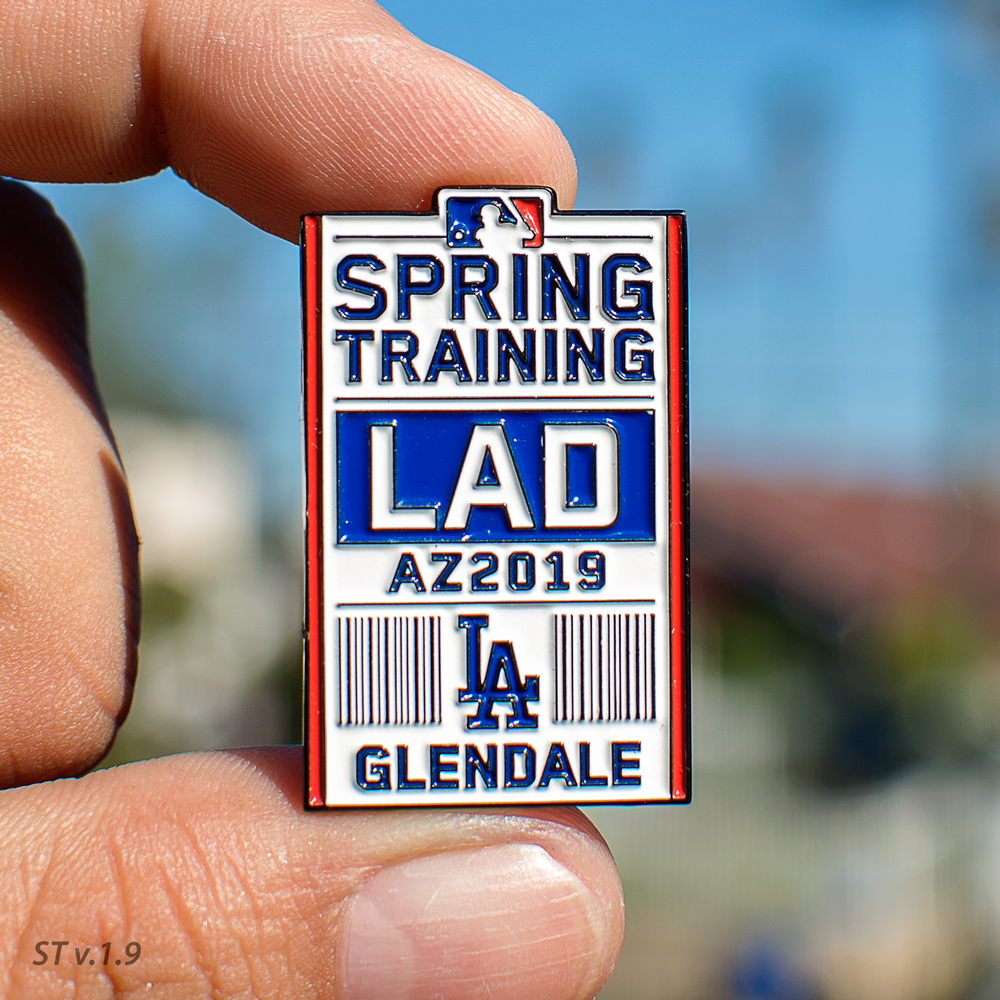 SPRING
TRAINING
LAD
AZ2019
LA
GLENDALE
ST v.1.9